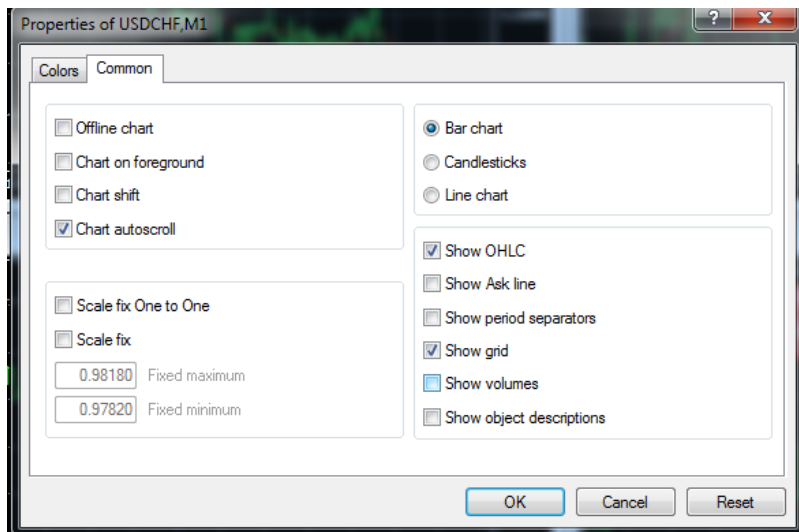 Properties of USDCHF,M1
?
X
Colors
Common
Offline chart
Chart on foreground
Chart shift
Chart autoscroll
Scale fix One to One
Scale fix
0.98180 Fixed maximum
0.97820 Fixed minimum
Bar chart
Candlesticks
Line chart
Show OHLC
Show Ask line
Show period separators
Show grid
Show volumes
Show object descriptions
OK
Cancel
Reset